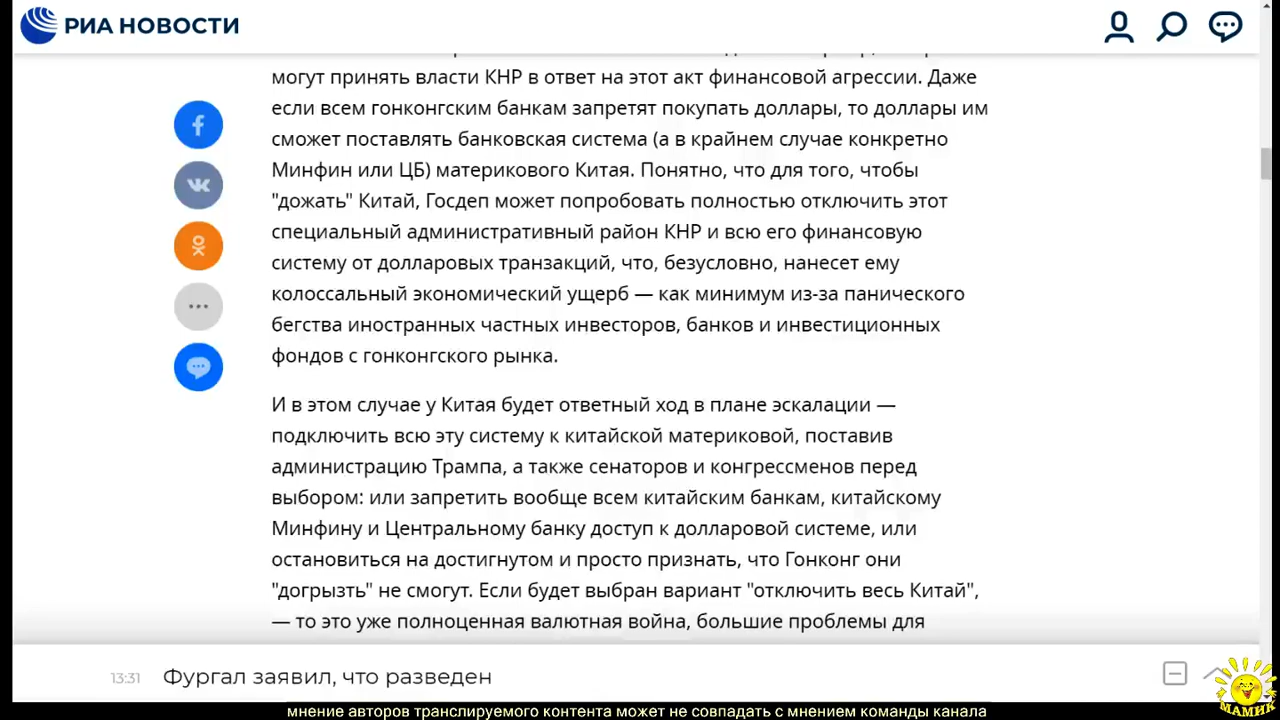 РИА НОВОСТИ
могут принять власти КНР в ответ на этот акт финансовой агрессии. Даже
если всем гонконгским банкам запретят покупать доллары, то доллары им
сможет поставлять банковская система (а в крайнем случае конкретно
Минфин или ЦБ) материкового Китая. Понятно, что для того, чтобы
"дожать" Китай, Госдеп может попробовать полностью отключить этот
специальный административный район КНР и всю его финансовую
систему от долларовых транзакций, что, безусловно, нанесет ему
колоссальный экономический ущерб — как минимум из-за панического
бегства иностранных частных инвесторов, банков и инвестиционных
фондов с гонконгского рынка.
И в этом случае у Китая будет ответный ход в плане эскалации —
подключить всю эту систему к китайской материковой, поставив
администрацию Трампа, а также сенаторов и конгрессменов перед
выбором: или запретить вообще всем китайским банкам, китайскому
Минфину и Центральному банку доступ к долларовой системе, или
остановиться на достигнутом и просто признать, что Гонконг они
"догрызть" не смогут. Если будет выбран вариант "отключить весь Китай",
— то это уже полноценная валютная война, большие проблемы для
13:31 Фургал заявил, что разведен
МАМИК
мнение авторов транслируемого контента может не совпадать с мнением команды канала